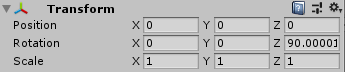 Transform
Position X 0 Y 0 Z 0
Rotation X 0 Y 0 Z 90.00001
Scale X 1 Y 1 Z 1